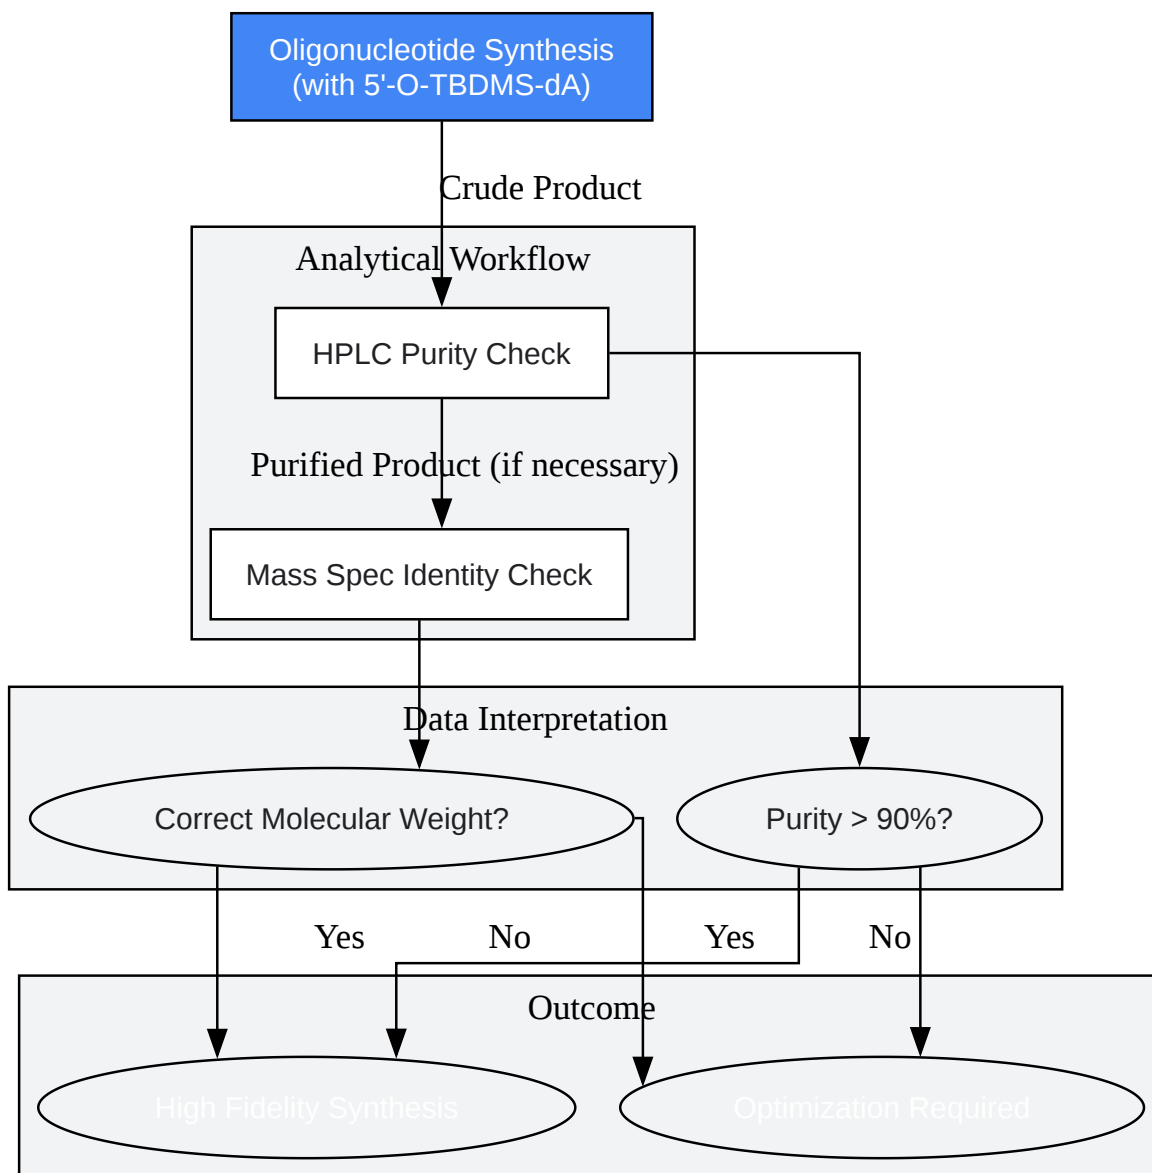 Oligonucleotide Synthesis
(with 5'-O-TBDMS-dA)
Crude Product
Analytical Workflow
HPLC Purity Check
Purified Product (if necessary)
Mass Spec Identity Check
Data Interpretation
Correct Molecular Weight?
Purity > 90%?
Yes
No
Yes
No
Outcome
High Fidelity Synthesis
Optimization Required